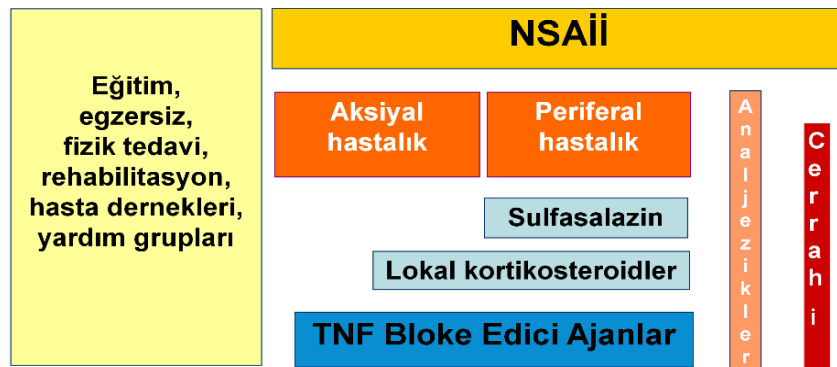 NSAİİ
Eğitim,
egzersiz,
fizik tedavi,
rehabilitasyon,
hasta dernekleri,
yardım grupları
Aksiyal
hastalık
Periferal
hastalık
Sulfasalazin
Lokal kortikosteroidler
TNF Bloke Edici Ajanlar
Analjezikler
Cerrahi